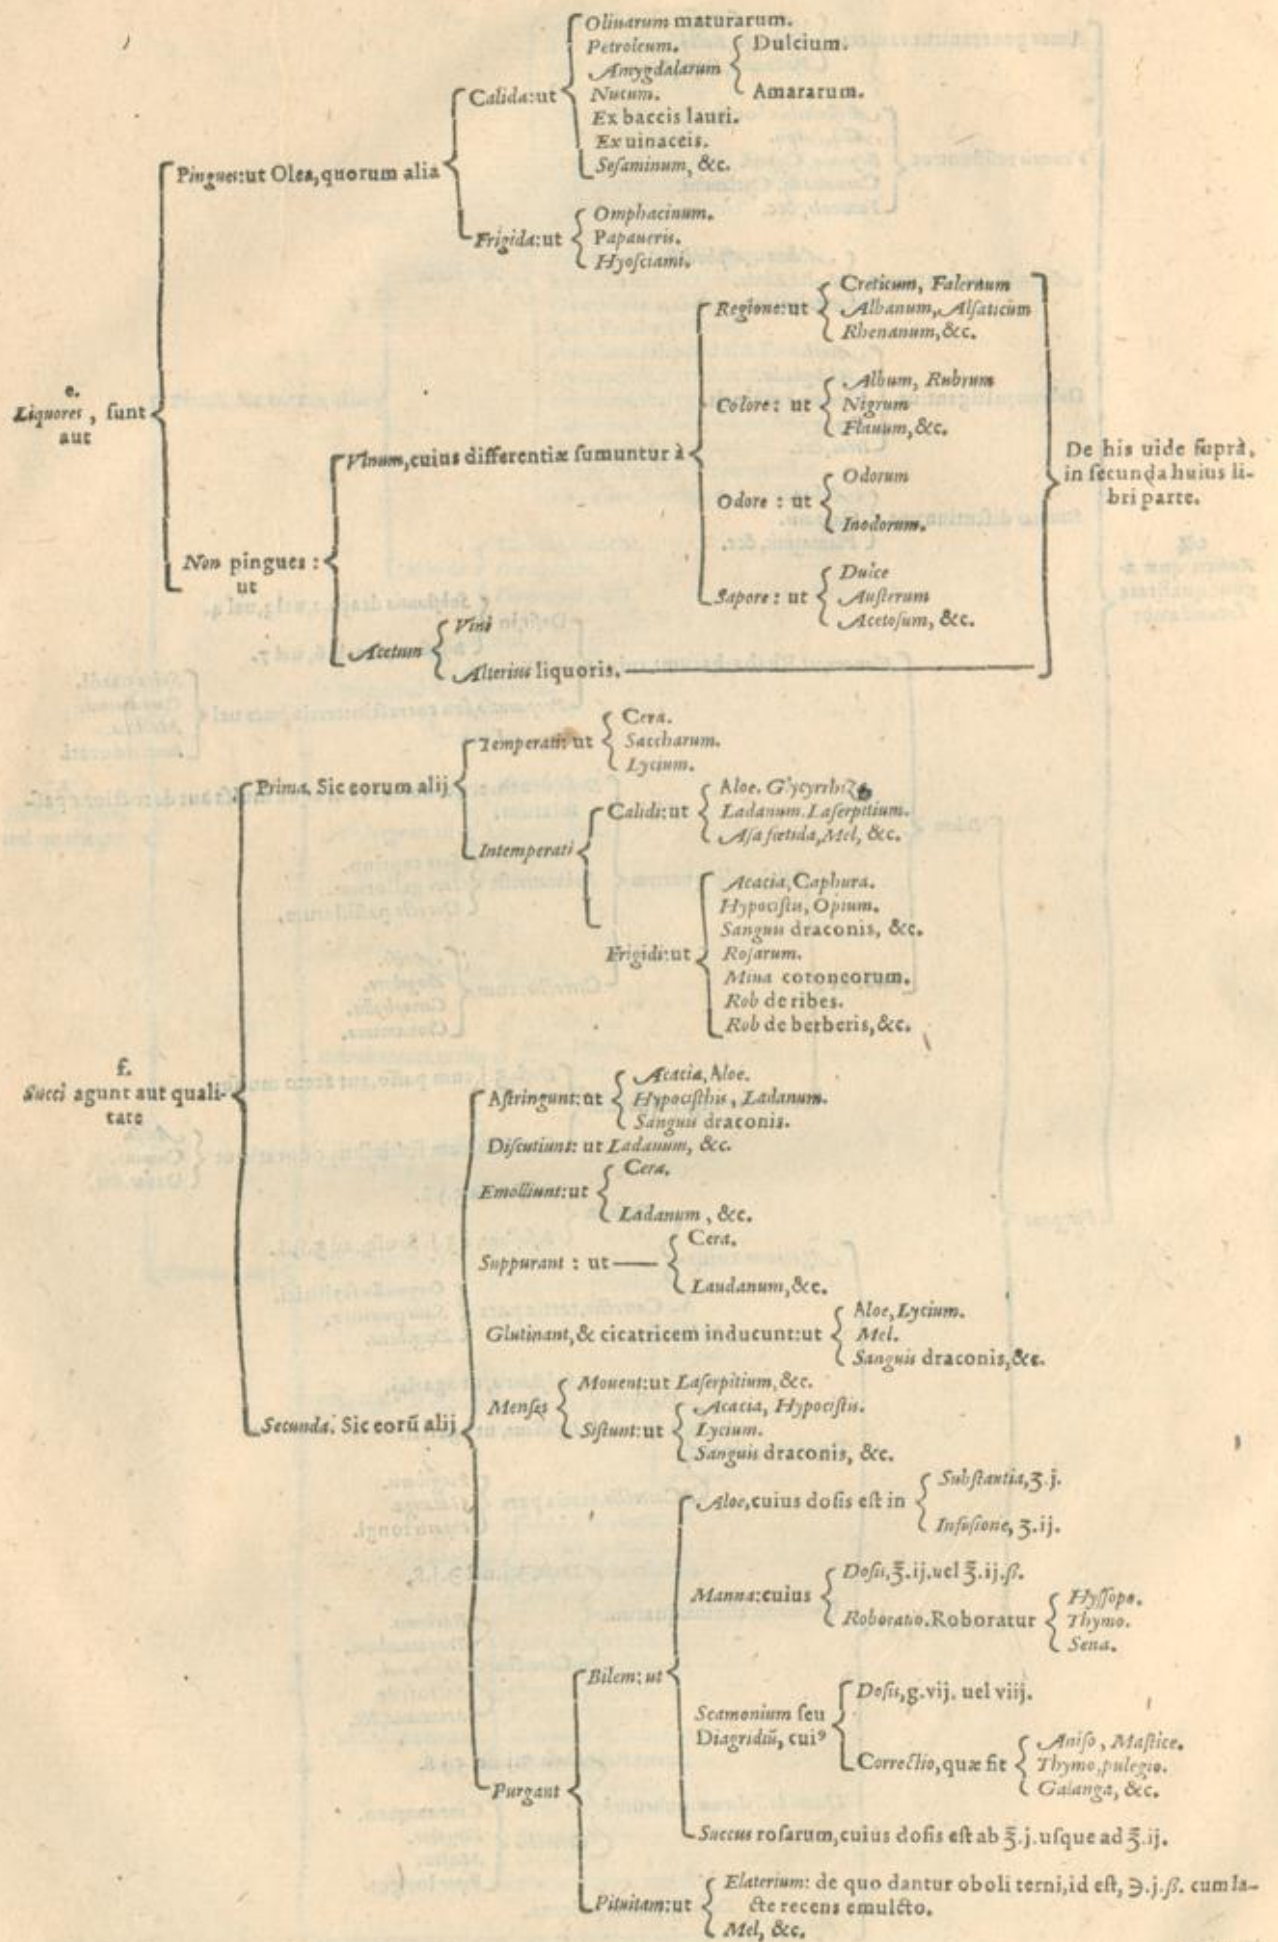 e.
Liquores, sunt
aut
Pingues: ut Olea, quorum alia
Calida: ut
Oliuarum maturarum.
Petroleum.
Amygdalarum
Dulcium.
Amararum.
Nucum.
Ex baccis lauri.
Ex uinaceis.
Sesaminum, &c.
Frigida: ut
Omphacinum.
Papaueris.
Hyosciami.
Non pingues:
ut
Vinum, cuius differentiæ sumuntur à
Regione: ut
Creticum, Falernum
Albanum, Alsaticum
Rhenanum, &c.
Colore: ut
Album, Rubrum
Nigrum
Flauum, &c.
Odore: ut
Odorum
Inodorum.
Sapore: ut
Dulce
Austerum
Acetosum, &c.
Acetum
Vini
Alterius liquoris.
De his uide suprà,
in secunda huius li-
bri parte.
f.
Succi agunt aut quali-
tate
Prima. Sic eorum alij
Temperati: ut
Cera.
Saccharum.
Lycium.
Intemperati
Calidi: ut
Aloe. Glycyrrhiza
Ladanum. Laserpitium.
Asa fœtida, Mel, &c.
Frigidi: ut
Acacia, Caphura.
Hypocistis, Opium.
Sanguis draconis, &c.
Rosarum.
Miua cotoneorum.
Rob de ribes.
Rob de berberis, &c.
Secunda. Sic eorũ alij
Astringunt: ut
Acacia, Aloe.
Hypocisthis, Ladanum.
Sanguis draconis.
Discutiunt: ut Ladanum, &c.
Emolliunt: ut
Cera.
Ladanum, &c.
Suppurant: ut
Cera.
Laudanum, &c.
Glutinant, & cicatricem inducunt: ut
Aloe, Lycium.
Mel.
Sanguis draconis, &c.
Menses
Mouent: ut Laserpitium, &c.
Sistunt: ut
Acacia, Hypocistis.
Lycium.
Sanguis draconis, &c.
Purgant
Bilem: ut
Aloe, cuius dosis est in
Substantia, ʒ.j.
Infusione, ʒ.ij.
Manna: cuius
Dosis, ℥.ij. uel ℥.ij.ß.
Roboratio. Roboratur
Hyssopo.
Thymo.
Sena.
Scamonium seu
Diagridiũ, cuiꝰ
Dosis, g. vij. uel viij.
Correctio, quæ fit
Aniso, Mastice.
Thymo, pulegio.
Galanga, &c.
Succus rosarum, cuius dosis est ab ℥.j. usque ad ℥.ij.
Pituitam: ut
Elaterium: de quo dantur oboli terni, id est, ℈.j.ß. cum la-
cte recens emulcto.
Mel, &c.